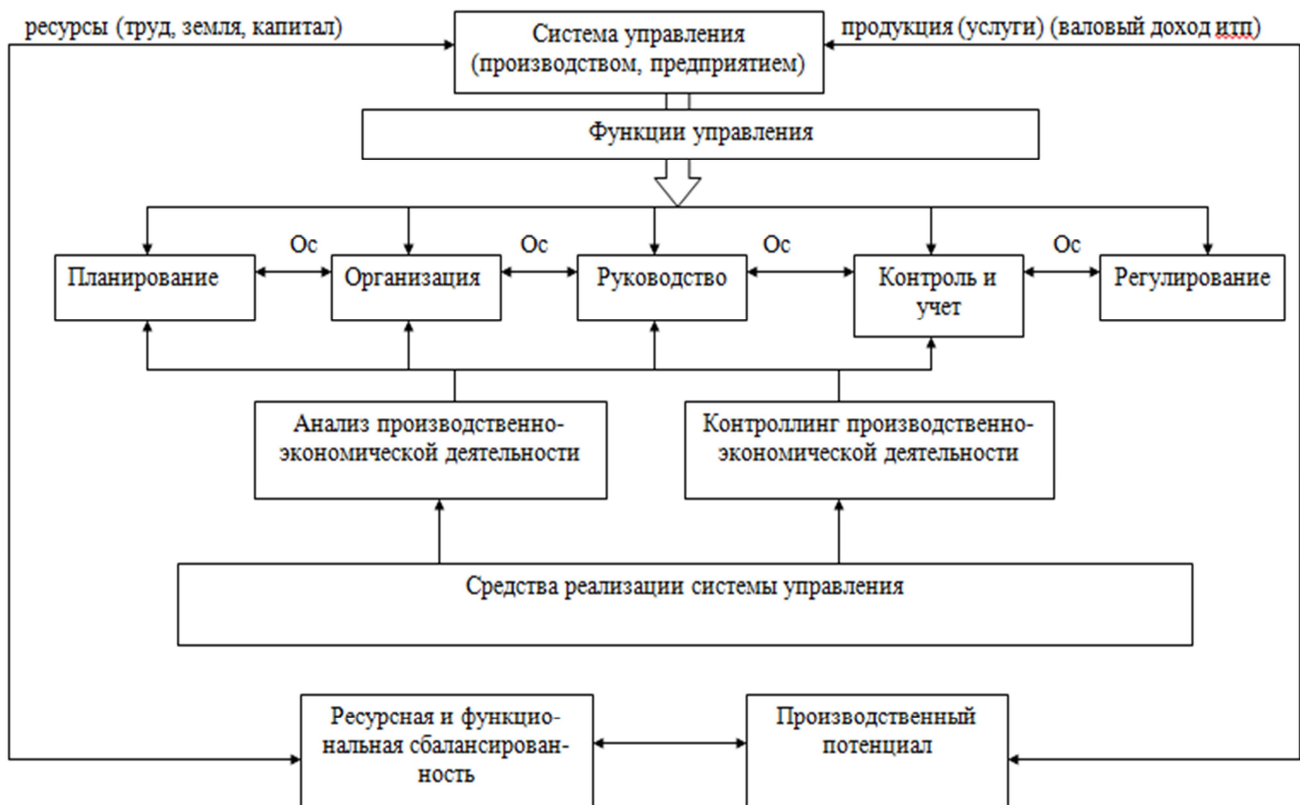 ресурсы (труд, земля, капитал)
Система управления
(производством, предприятием)
продукция (услуги) (валовый доход итп)
Функции управления
Ос
Ос
Ос
Ос
Планирование
Организация
Руководство
Контроль и
учет
Регулирование
Анализ производственно-
экономической деятельности
Контроллинг производственно-
экономической деятельности
Средства реализации системы управления
Ресурсная и функцио-
нальная сбалансирован-
ность
Производственный
потенциал